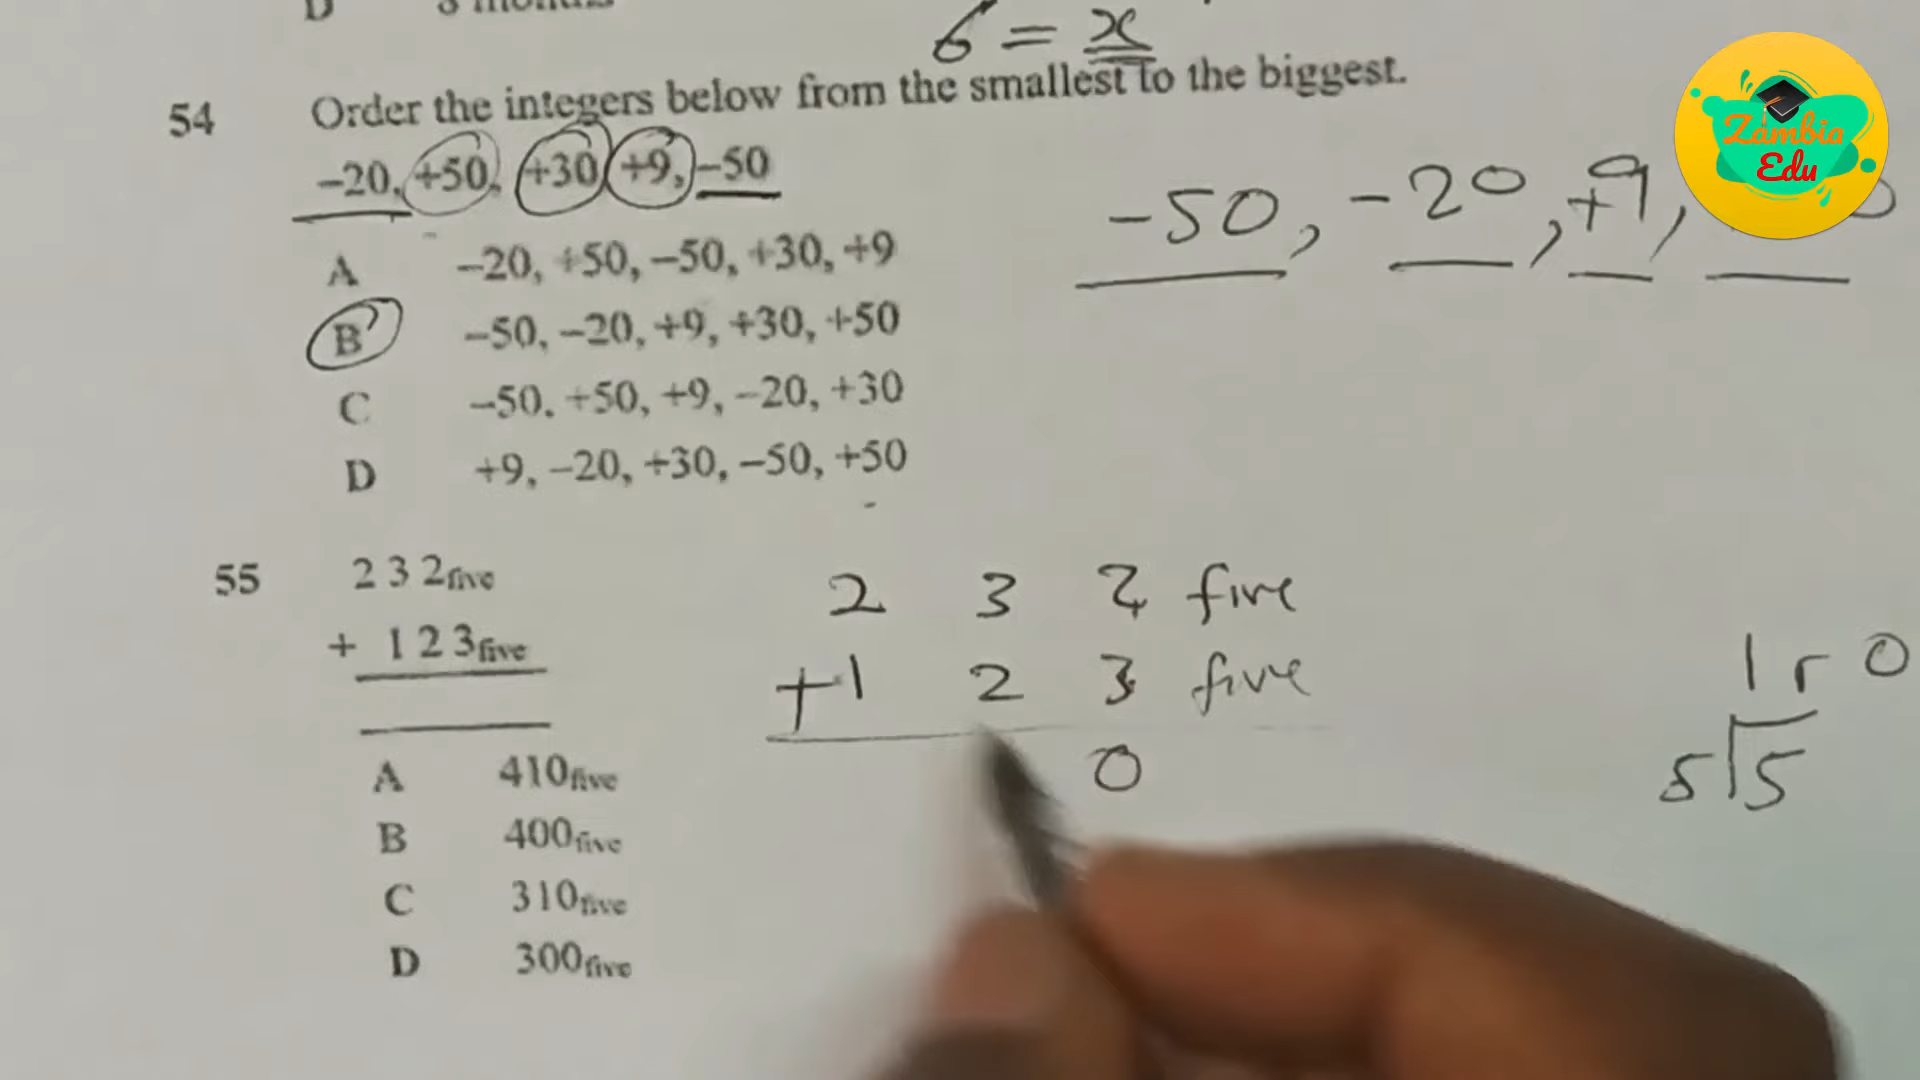 D
6 = x
54 Order the integers below from the smallest to the biggest.
-20, +50, +30, +9, -50
-50, -20, +9,
Zambia
Edu
A -20, +50, -50, +30, +9
B -50, -20, +9, +30, +50
C -50. +50, +9, -20, +30
D +9, -20, +30, -50, +50
55 2 3 2five
+ 1 2 3five
2 3 2 five
+1 2 3 five
0
1 r 0
5 5
A 410five
B 400five
C 310five
D 300five